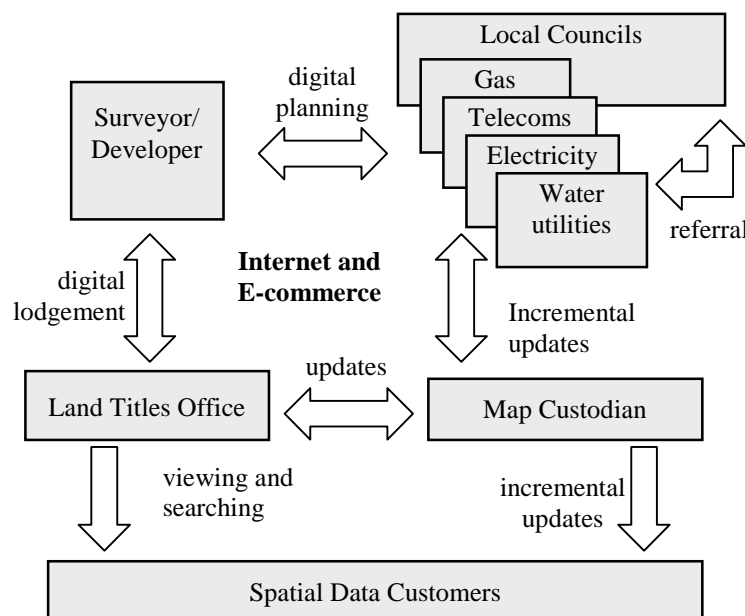 Local Councils
Gas
Telecoms
Electricity
Water
utilities
digital
planning
Surveyor/
Developer
referral
digital
lodgement
Internet and
E-commerce
Incremental
updates
updates
Land Titles Office
Map Custodian
viewing and
searching
incremental
updates
Spatial Data Customers